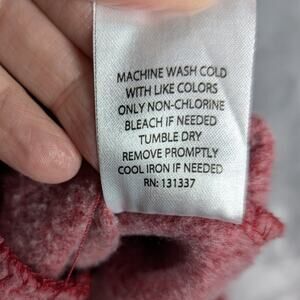 MACHINE WASH COLD
WITH LIKE COLORS
ONLY NON-CHLORINE
BLEACH IF NEEDED
TUMBLE DRY
REMOVE PROMPTLY
COOL IRON IF NEEDED
RN: 131337